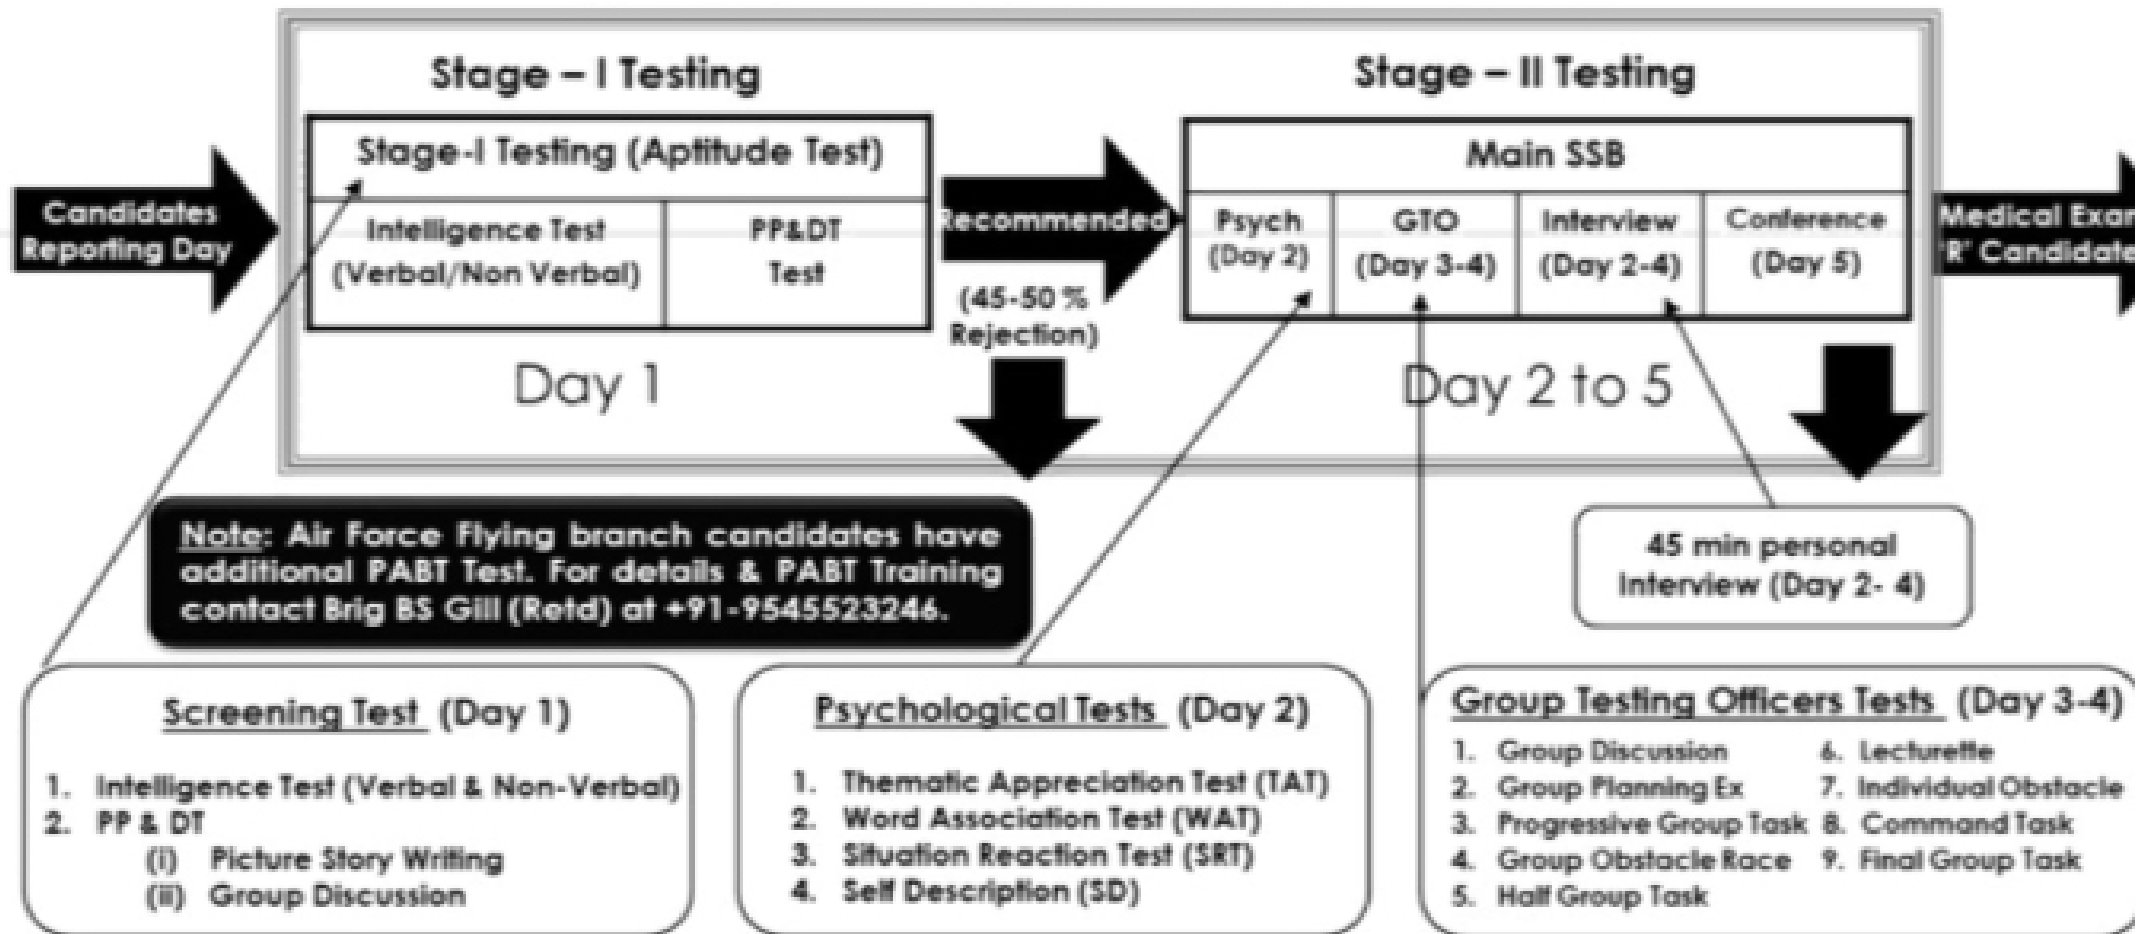 Stage – I Testing
Stage – II Testing
Candidates
Reporting Day
Stage-I Testing (Aptitude Test)
Intelligence Test
(Verbal/Non Verbal)
PP&DT
Test
Recommended
(45-50 %
Rejection)
Main SSB
Psych
(Day 2)
GTO
(Day 3-4)
Interview
(Day 2-4)
Conference
(Day 5)
Medical Exam
'R' Candidate
Day 1
Day 2 to 5
Note: Air Force Flying branch candidates have
additional PABT Test. For details & PABT Training
contact Brig BS Gill (Retd) at +91-9545523246.
45 min personal
Interview (Day 2- 4)
Screening Test (Day 1)
1. Intelligence Test (Verbal & Non-Verbal)
2. PP & DT
(i) Picture Story Writing
(ii) Group Discussion
Psychological Tests (Day 2)
1. Thematic Appreciation Test (TAT)
2. Word Association Test (WAT)
3. Situation Reaction Test (SRT)
4. Self Description (SD)
Group Testing Officers Tests (Day 3-4)
1. Group Discussion
2. Group Planning Ex
3. Progressive Group Task
4. Group Obstacle Race
5. Half Group Task
6. Lecturette
7. Individual Obstacle
8. Command Task
9. Final Group Task